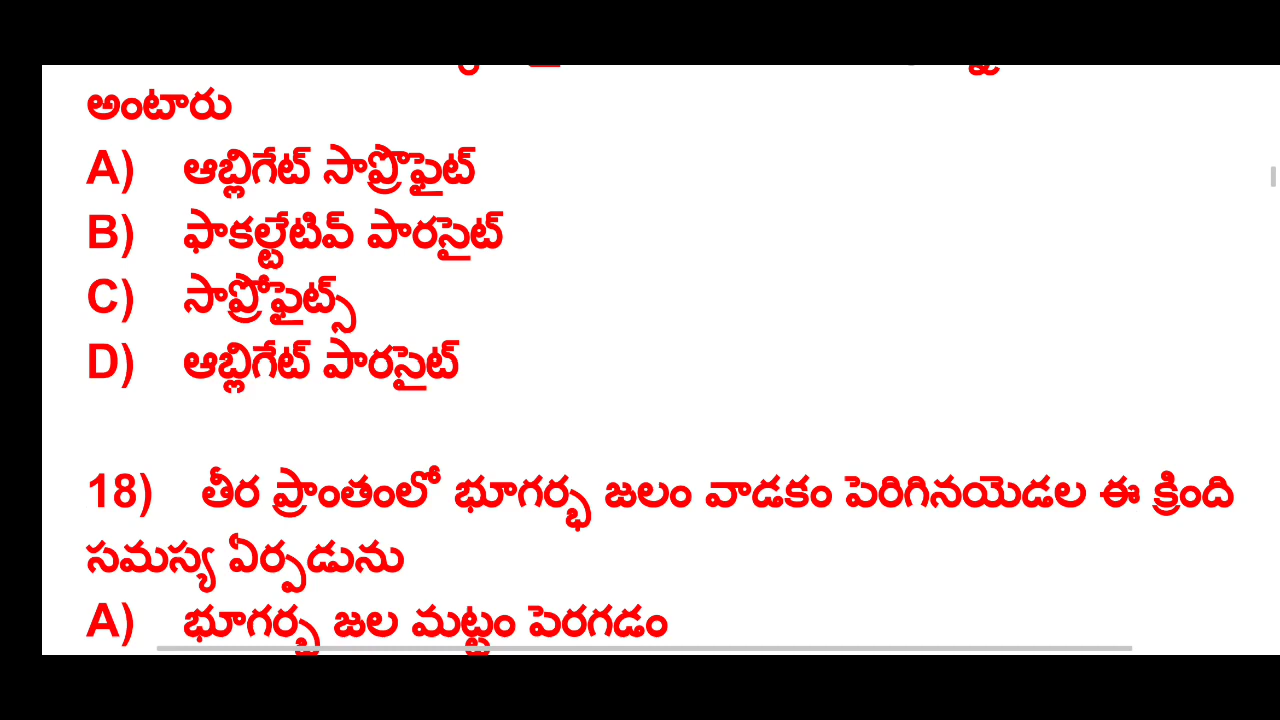 అంటారు
A) ఆబ్లిగేట్ సాప్రొఫైట్
B) ఫాకల్టేటివ్ పారసైట్
C) సాప్రోఫైట్స్
D) ఆబ్లిగేట్ పారసైట్
18) తీర ప్రాంతంలో భూగర్భ జలం వాడకం పెరిగినయెడల ఈ క్రింది
సమస్య ఏర్పడును
A) భూగర్భ జల మట్టం పెరగడం